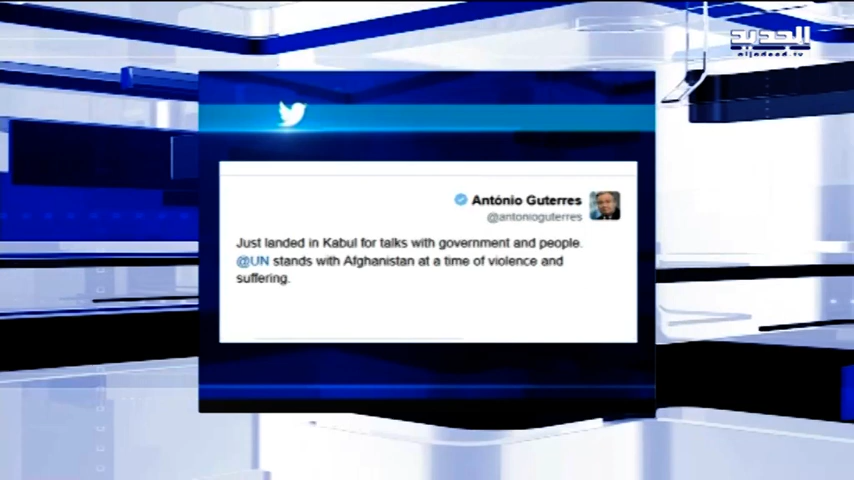 الجديد
aljadeed.tv
António Guterres
@antonioguterres
Just landed in Kabul for talks with government and people.
@UN stands with Afghanistan at a time of violence and
suffering.